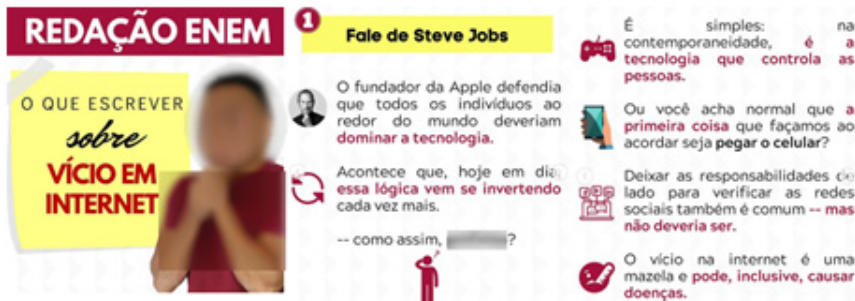 REDAÇÃO ENEM
O QUE ESCREVER
sobre
VÍCIO EM
INTERNET
1
Fale de Steve Jobs
O fundador da Apple defendia
que todos os indivíduos ao
redor do mundo deveriam
dominar a tecnologia.
Acontece que, hoje em dia,
essa lógica vem se invertendo
cada vez mais.
-- como assim, ?
É simples: na
contemporaneidade, é a
tecnologia que controla as
pessoas.
Ou você acha normal que a
primeira coisa que façamos ao
acordar seja pegar o celular?
Deixar as responsabilidades de
lado para verificar as redes
sociais também é comum -- mas
não deveria ser.
O vício na internet é uma
mazela e pode, inclusive, causar
doenças.